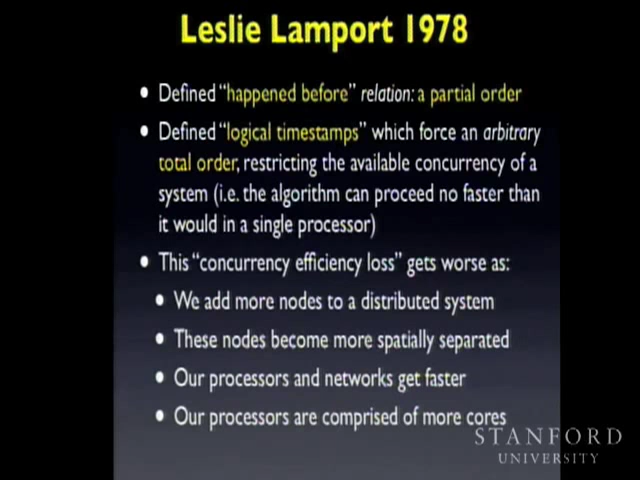 Leslie Lamport 1978
• Defined "happened before" relation: a partial order
• Defined "logical timestamps" which force an arbitrary
total order, restricting the available concurrency of a
system (i.e. the algorithm can proceed no faster than
it would in a single processor)
• This "concurrency efficiency loss" gets worse as:
• We add more nodes to a distributed system
• These nodes become more spatially separated
• Our processors and networks get faster
• Our processors are comprised of more cores
STANFORD
UNIVERSITY